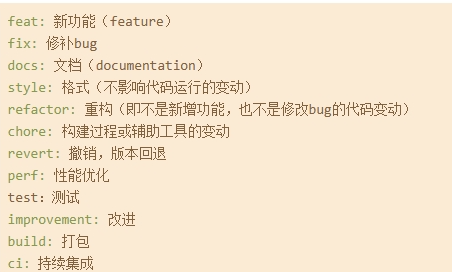 feat: 新功能（feature）
fix: 修补bug
docs: 文档（documentation）
style: 格式（不影响代码运行的变动）
refactor: 重构（即不是新增功能，也不是修改bug的代码变动）
chore: 构建过程或辅助工具的变动
revert: 撤销，版本回退
perf: 性能优化
test: 测试
improvement: 改进
build: 打包
ci: 持续集成